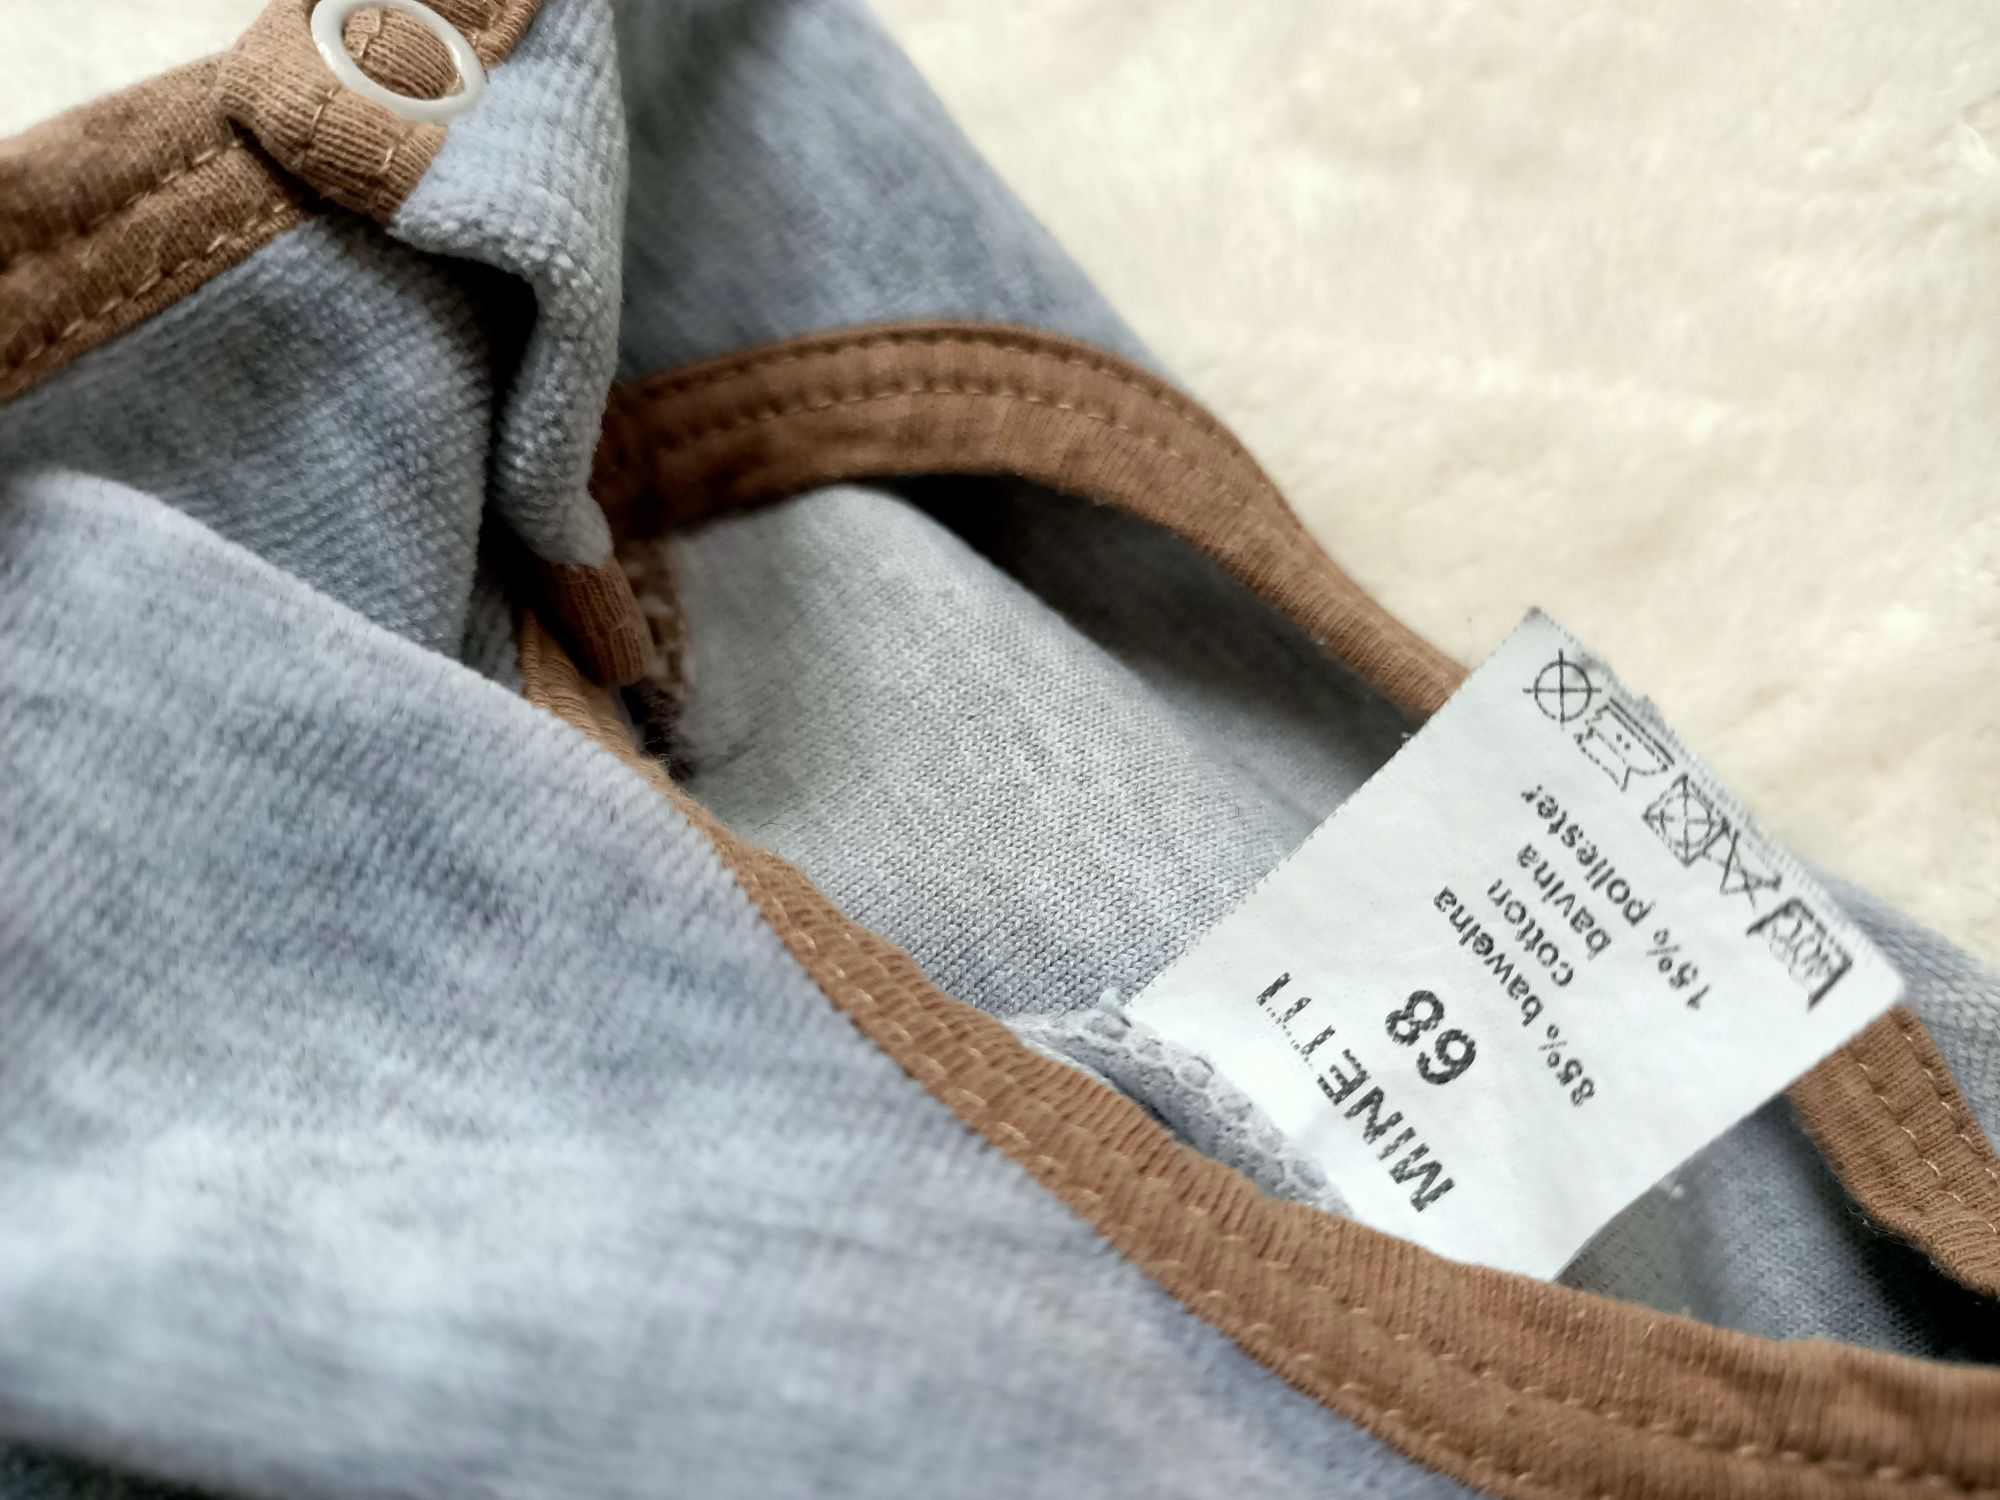 MINETTI
68
85% bawełna
cotton
bavlna
15% poliester